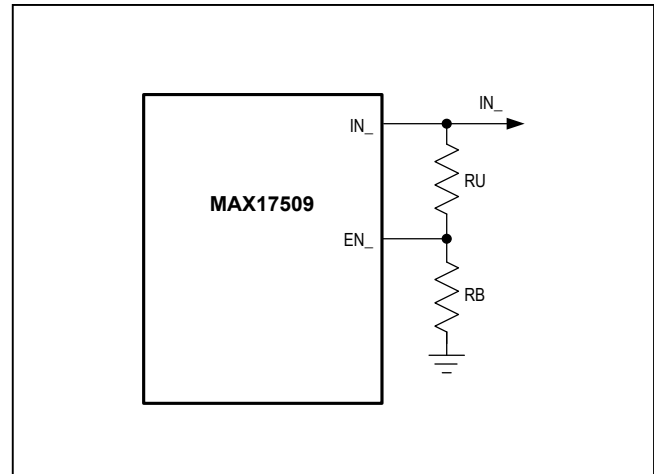 IN_
IN_
RU
MAX17509
EN_
RB